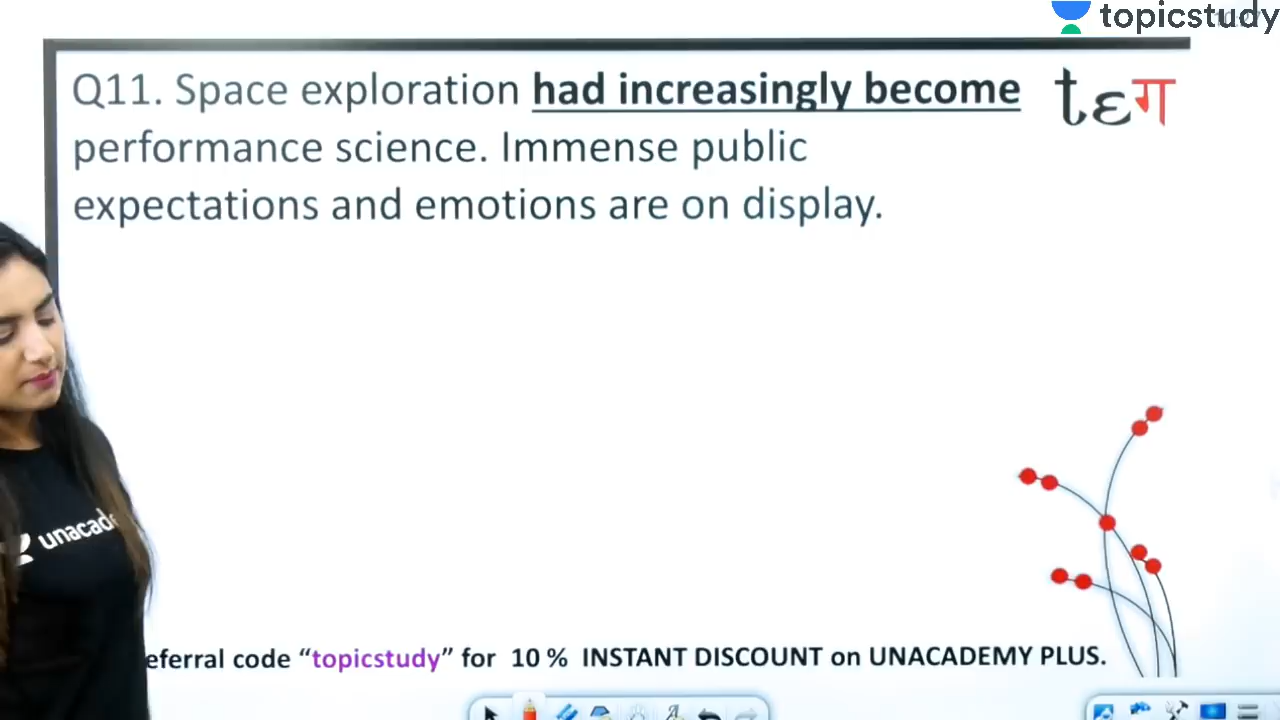 topicstudy
Q11. Space exploration had increasingly become
tεग
performance science. Immense public
expectations and emotions are on display.
unacade
eferral code “topicstudy” for 10 % INSTANT DISCOUNT on UNACADEMY PLUS.